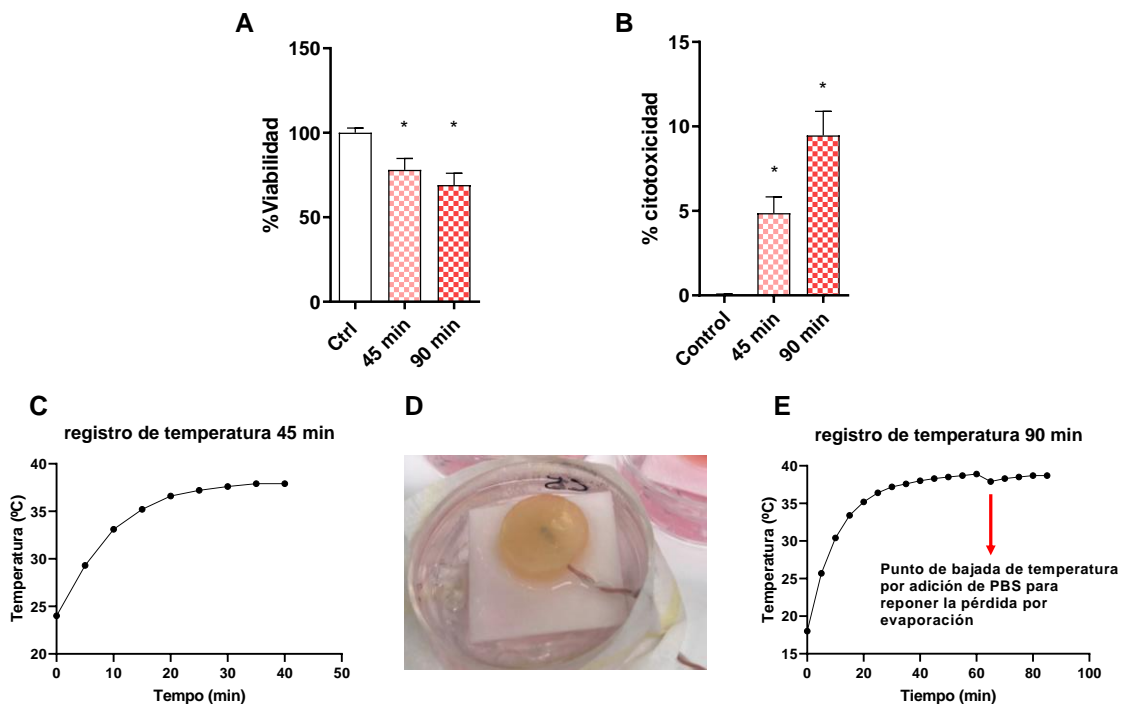 A
%Viabilidad
150
100
50
0
*
*
Ctrl
45 min
90 min
B
% citotoxicidad
15
10
5
0
*
*
Control
45 min
90 min
C
registro de temperatura 45 min
Temperatura (ºC)
40
35
30
25
20
0
10
20
30
40
50
Tempo (min)
D
E
registro de temperatura 90 min
Temperatura (ºC)
40
35
30
25
20
15
Punto de bajada de temperatura
por adición de PBS para
reponer la pérdida por
evaporación
0
20
40
60
80
100
Tiempo (min)